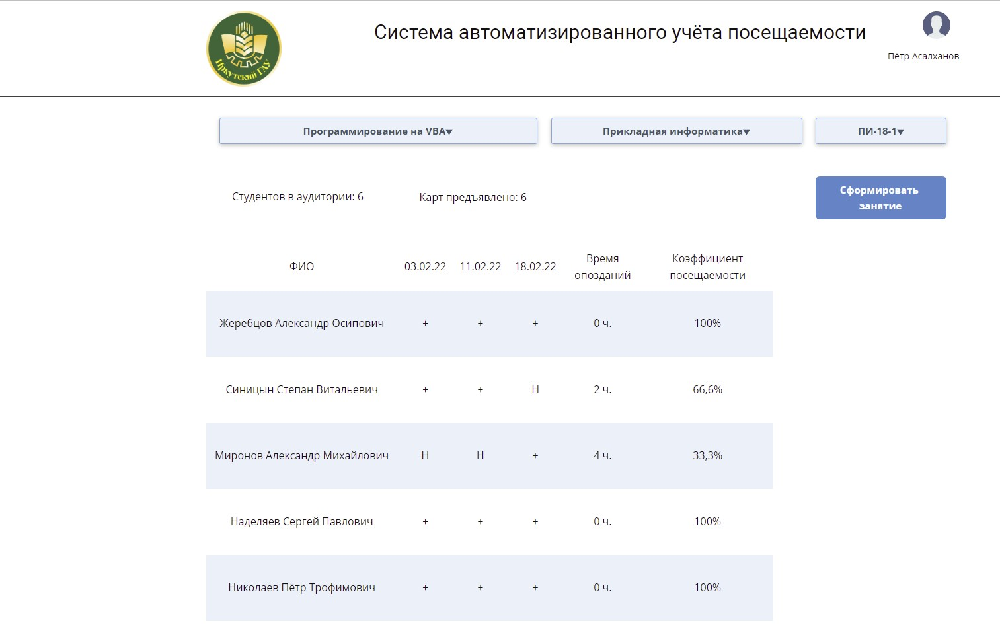 Система автоматизированного учёта посещаемости
Иркутский ГАУ
Пётр Асалханов
Программирование на VBA▼ Прикладная информатика▼ ПИ-18-1▼
Студентов в аудитории: 6 Карт предъявлено: 6
Сформировать
занятие
ФИО 03.02.22 11.02.22 18.02.22 Время опозданий Коэффициент посещаемости
Жеребцов Александр Осипович + + + 0 ч. 100%
Синицын Степан Витальевич + + Н 2 ч. 66,6%
Миронов Александр Михайлович Н Н + 4 ч. 33,3%
Наделяев Сергей Павлович + + + 0 ч. 100%
Николаев Пётр Трофимович + + + 0 ч. 100%